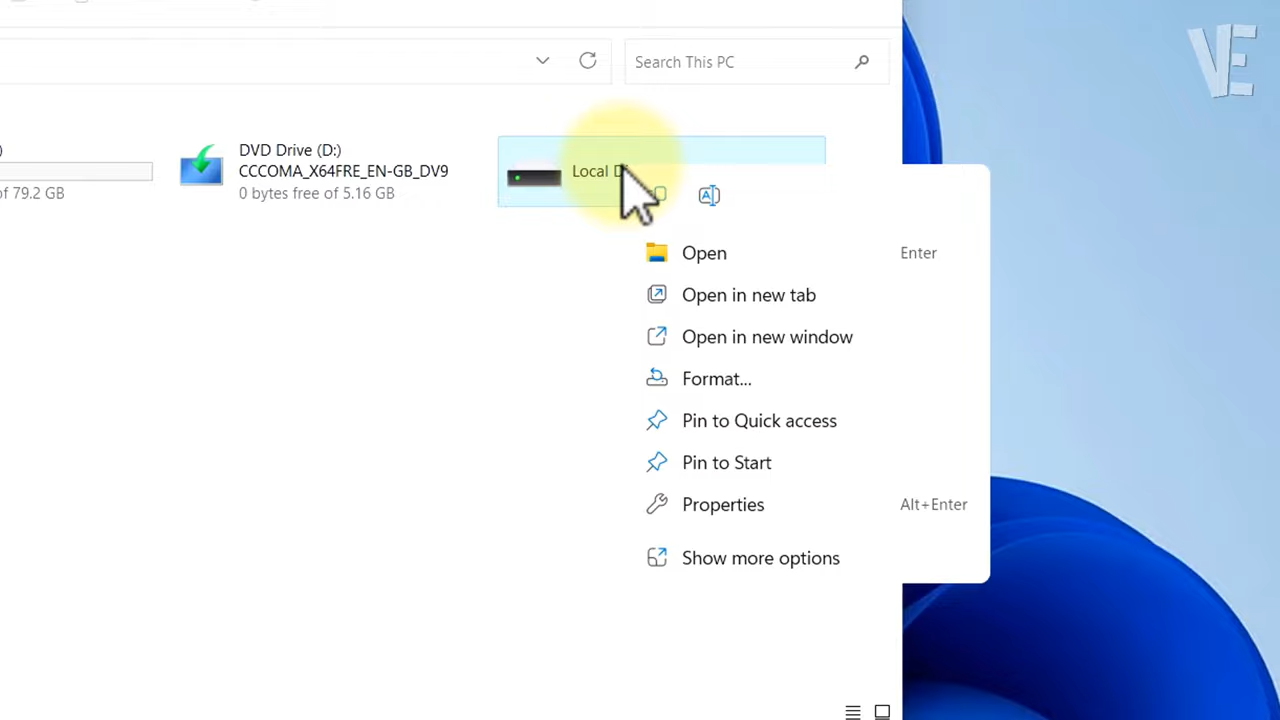 Search This PC
VE
)
DVD Drive (D:)
CCCOMA_X64FRE_EN-GB_DV9
0 bytes free of 5.16 GB
of 79.2 GB
Local
Open Enter
Open in new tab
Open in new window
Format...
Pin to Quick access
Pin to Start
Properties Alt+Enter
Show more options